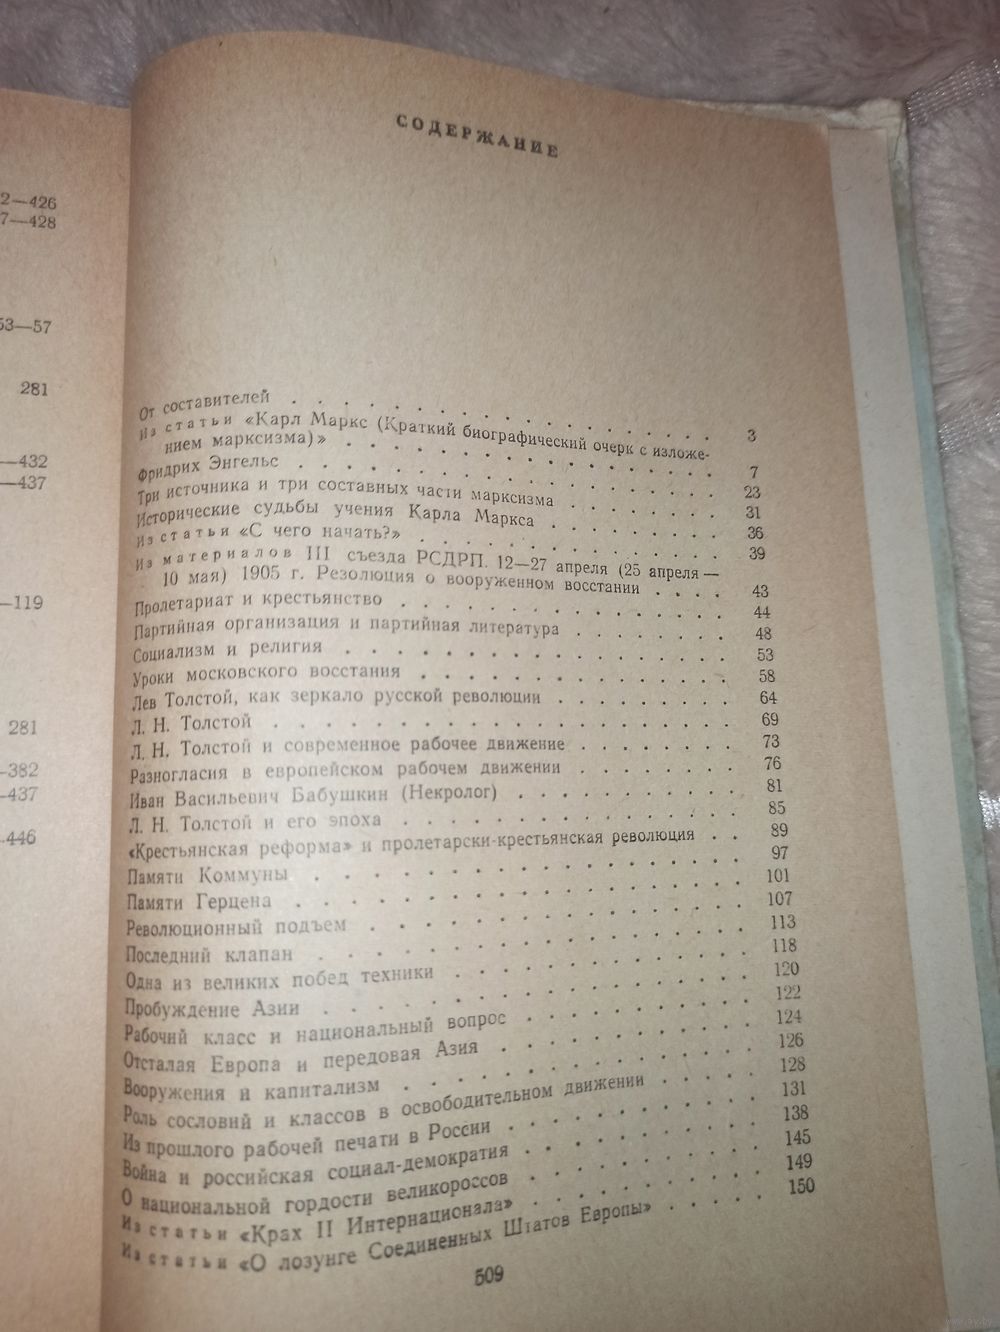 2—426
7—428
53—57
281
—432
—437
—119
281
—382
—437
—446
СОДЕРЖАНИЕ
От составителей . . . . . . . . . . . . . . . . . 3
Из статьи «Карл Маркс (Краткий биографический очерк с изложе-
нием марксизма)» . . . . . . . . . . . . . . . . 7
Фридрих Энгельс . . . . . . . . . . . . . . . . . 23
Три источника и три составных части марксизма . . . . . . . 31
Исторические судьбы учения Карла Маркса . . . . . . . . 36
Из статьи «С чего начать?» . . . . . . . . . . . . . 39
Из материалов III съезда РСДРП. 12—27 апреля (25 апреля —
10 мая) 1905 г. Резолюция о вооруженном восстании . . . . 43
Пролетариат и крестьянство . . . . . . . . . . . . . 44
Партийная организация и партийная литература . . . . . . . 48
Социализм и религия . . . . . . . . . . . . . . . 53
Уроки московского восстания . . . . . . . . . . . . . 58
Лев Толстой, как зеркало русской революции . . . . . . . 64
Л. Н. Толстой . . . . . . . . . . . . . . . . . . 69
Л. Н. Толстой и современное рабочее движение . . . . . . . 73
Разногласия в европейском рабочем движении . . . . . . . 76
Иван Васильевич Бабушкин (Некролог) . . . . . . . . . 81
Л. Н. Толстой и его эпоха . . . . . . . . . . . . . 85
«Крестьянская реформа» и пролетарски-крестьянская революция . . 89
Памяти Коммуны . . . . . . . . . . . . . . . . . 97
Памяти Герцена . . . . . . . . . . . . . . . . . 101
Революционный подъем . . . . . . . . . . . . . . 107
Последний клапан . . . . . . . . . . . . . . . . 113
Одна из великих побед техники . . . . . . . . . . . . 118
Пробуждение Азии . . . . . . . . . . . . . . . . 120
Рабочий класс и национальный вопрос . . . . . . . . . 122
Отсталая Европа и передовая Азия . . . . . . . . . . 124
Вооружения и капитализм . . . . . . . . . . . . . 126
Роль сословий и классов в освободительном движении . . . . . 128
Из прошлого рабочей печати в России . . . . . . . . . 131
Война и российская социал-демократия . . . . . . . . . 138
О национальной гордости великороссов . . . . . . . . . 145
Из статьи «Крах II Интернационала» . . . . . . . . . 149
Из статьи «О лозунге Соединенных Штатов Европы» . . . . . 150
509